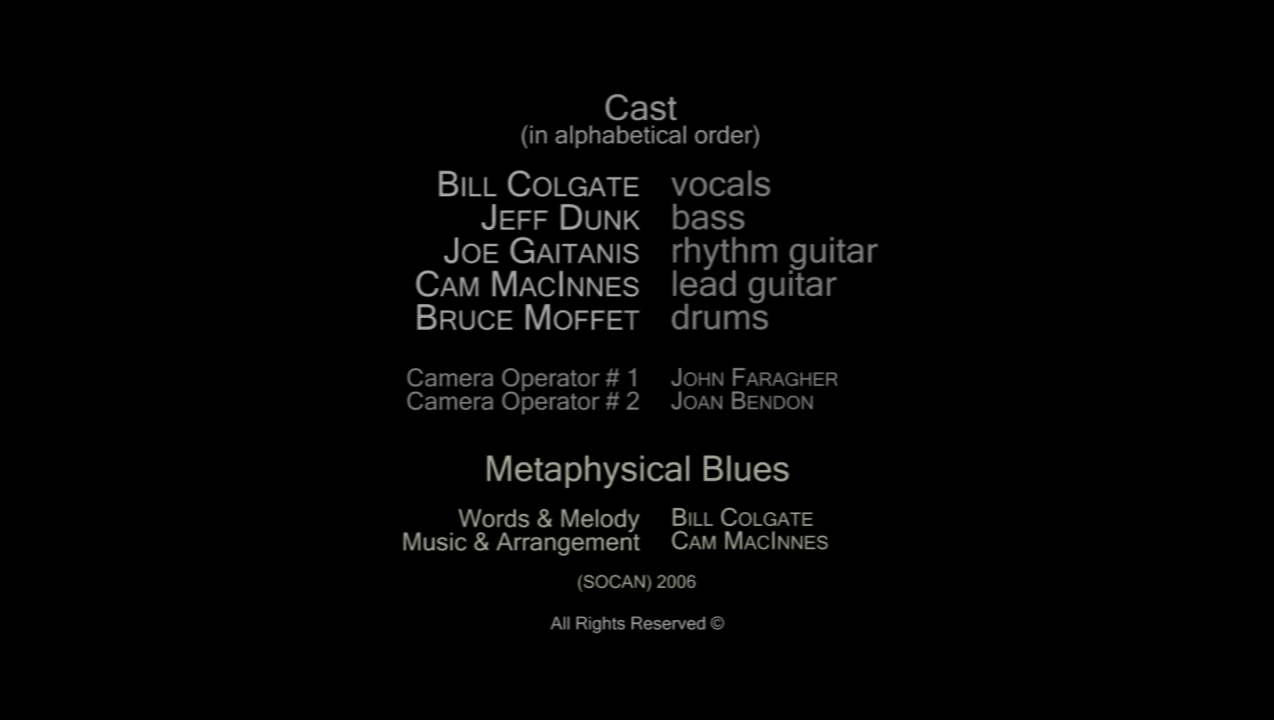 Cast
(in alphabetical order)
BILL COLGATE vocals
JEFF DUNK bass
JOE GAITANIS rhythm guitar
CAM MACINNES lead guitar
BRUCE MOFFET drums
Camera Operator # 1 JOHN FARAGHER
Camera Operator # 2 JOAN BENDON
Metaphysical Blues
Words & Melody BILL COLGATE
Music & Arrangement CAM MACINNES
(SOCAN) 2006
All Rights Reserved ©